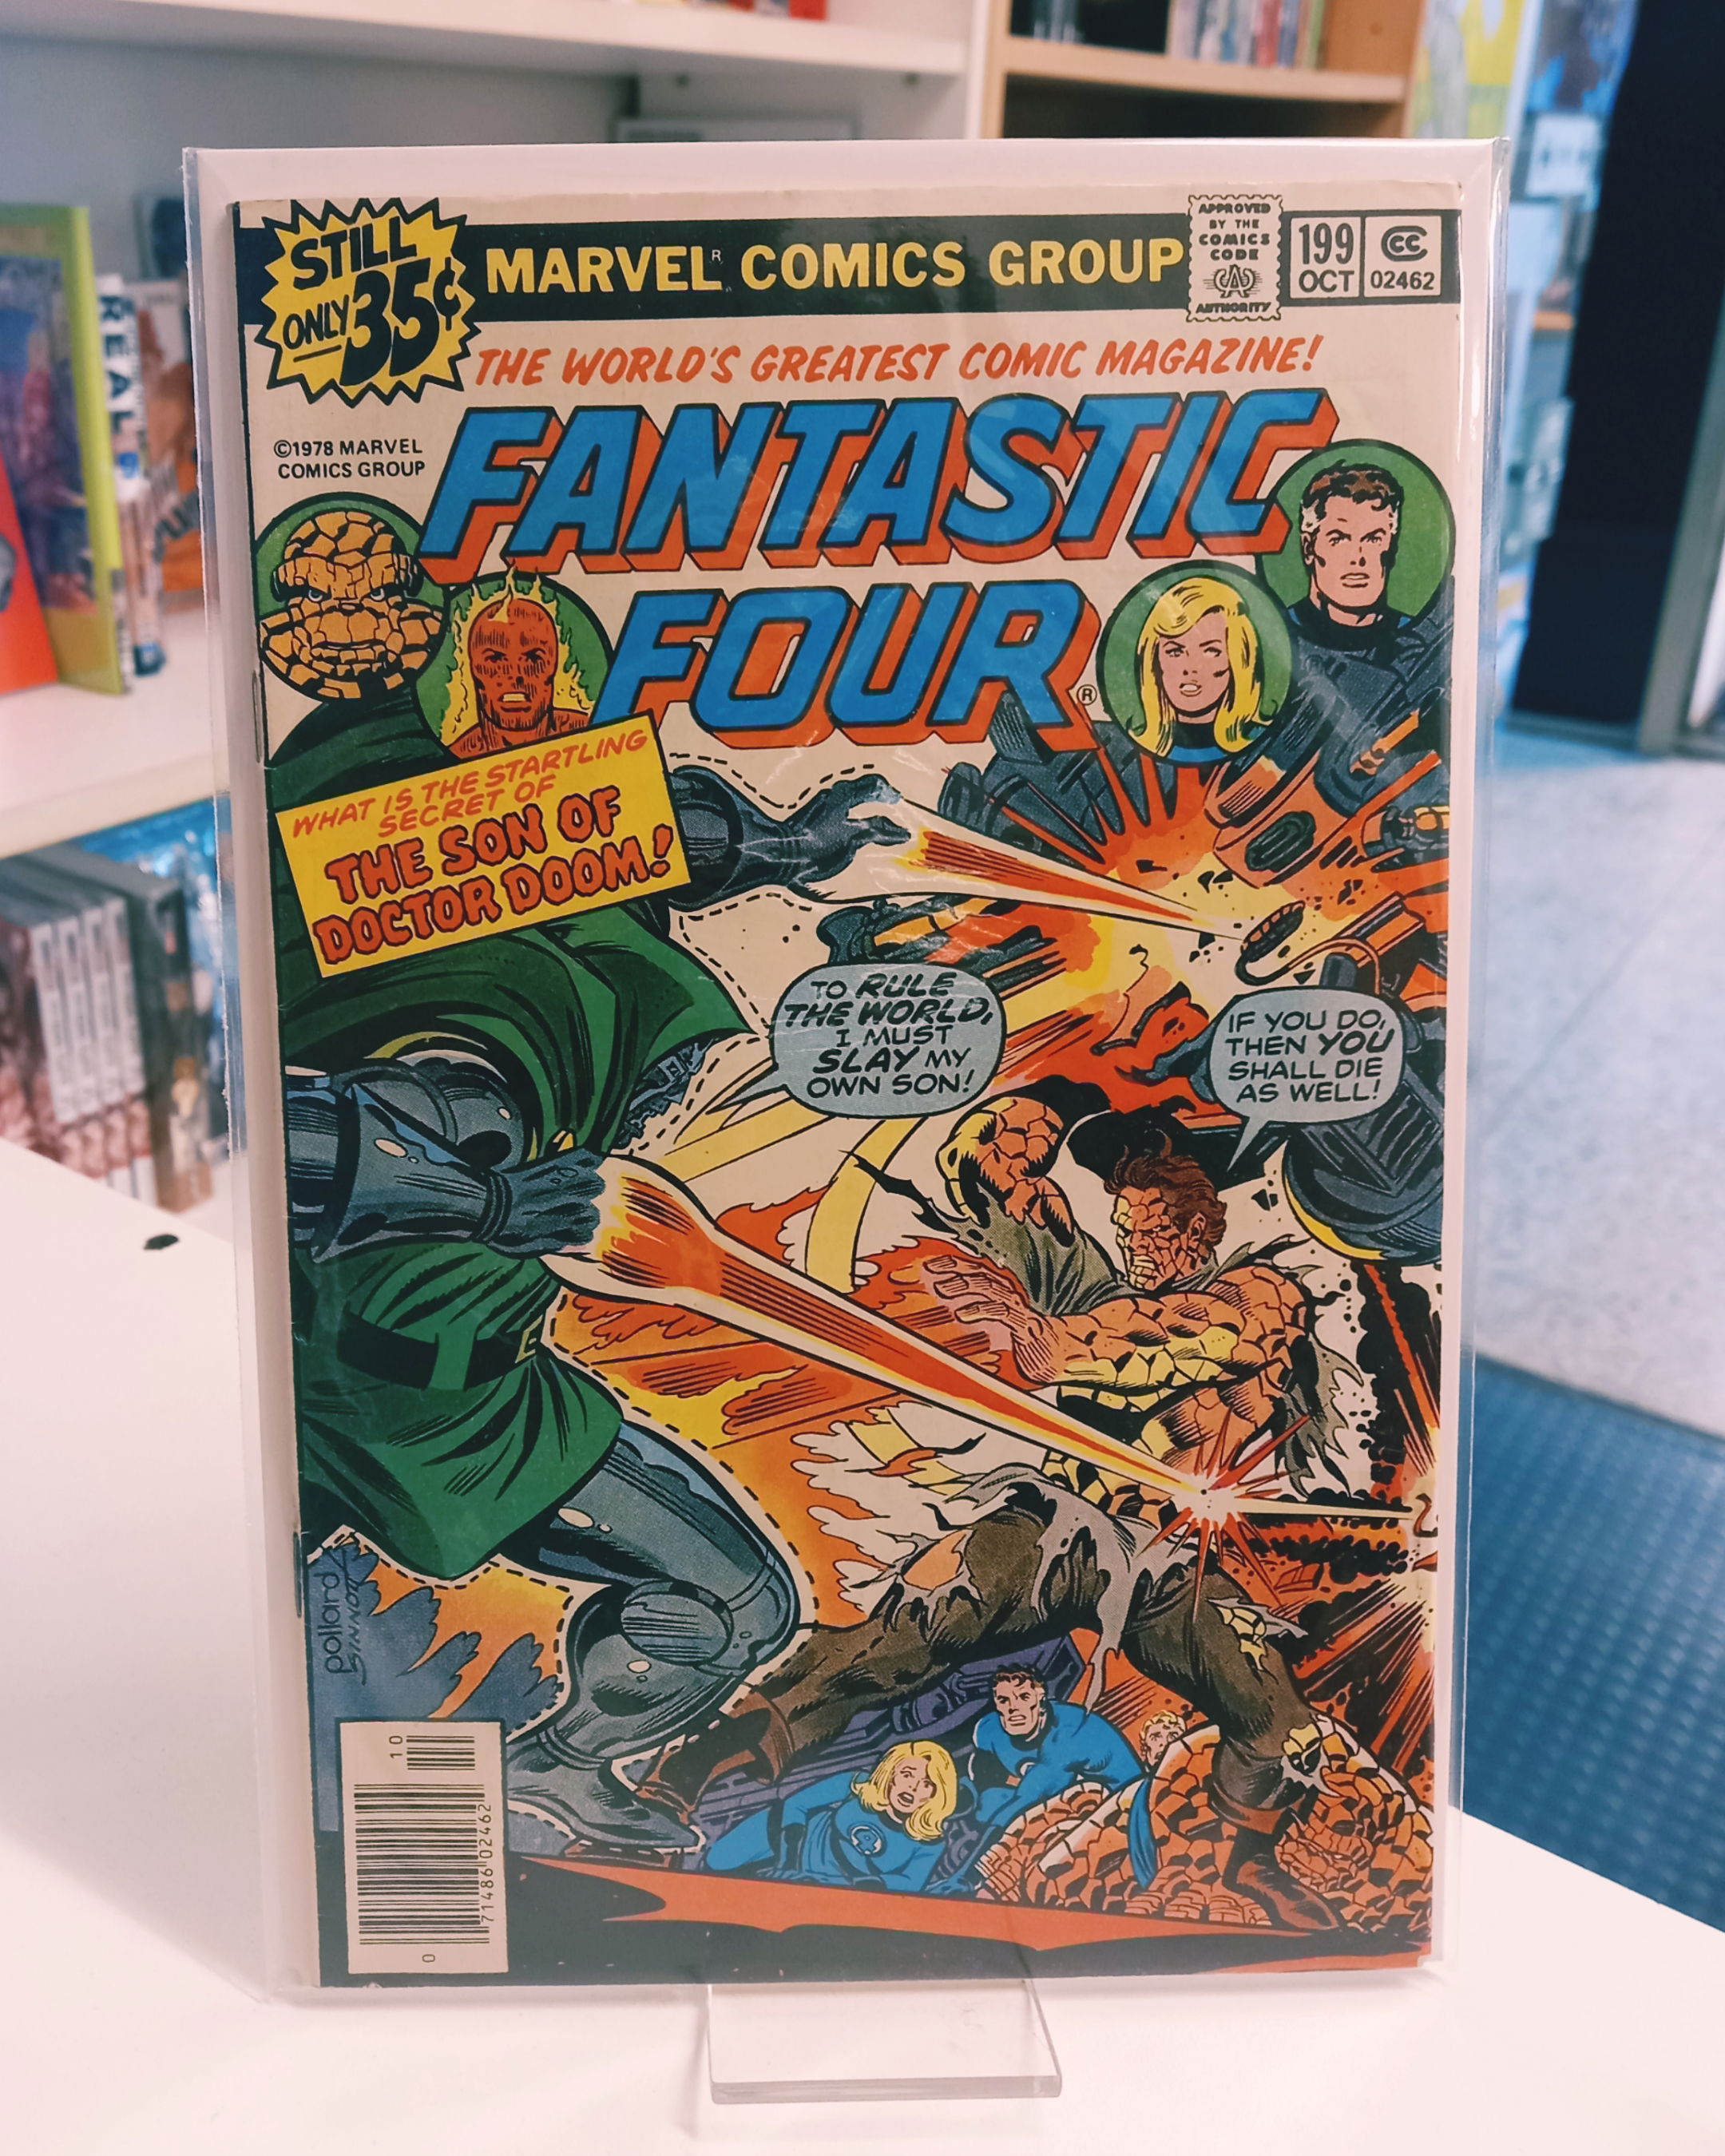 STILL
ONLY 35¢
MARVEL® COMICS GROUP
APPROVED
BY THE
COMICS
CODE
CA
AUTHORITY
199
OCT
CC
02462
THE WORLD'S GREATEST COMIC MAGAZINE!
©1978 MARVEL
COMICS GROUP
FANTASTIC
FOUR®
WHAT IS THE STARTLING
SECRET OF
THE SON OF
DOCTOR DOOM!
TO RULE
THE WORLD,
I MUST
SLAY MY
OWN SON!
IF YOU DO,
THEN YOU
SHALL DIE
AS WELL!
pollard
SINNOTT
10
71486 02462
0
REAL